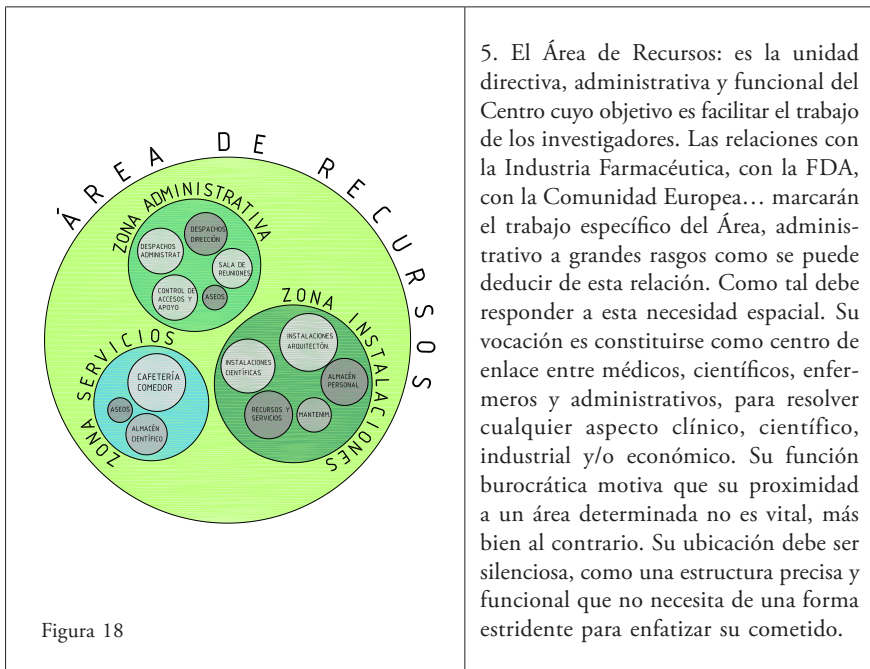 ÁREA DE RECURSOS
ZONA ADMINISTRATIVA
DESPACHOS
DIRECCIÓN
DESPACHOS
ADMINISTRAT
SALA DE
REUNIONES
CONTROL DE
ACCESOS Y
APOYO
ASEOS
ZONA INSTALACIONES
INSTALACIONES
ARQUITECTÓN.
INSTALACIONES
CIENTÍFICAS
ALMACÉN
PERSONAL
RECURSOS Y
SERVICIOS
MANTENIM.
ZONA SERVICIOS
CAFETERÍA
COMEDOR
ASEOS
ALMACÉN
CIENTÍFICO
Figura 18
5. El Área de Recursos: es la unidad
directiva, administrativa y funcional del
Centro cuyo objetivo es facilitar el trabajo
de los investigadores. Las relaciones con
la Industria Farmacéutica, con la FDA,
con la Comunidad Europea… marcarán
el trabajo específico del Área, adminis-
trativo a grandes rasgos como se puede
deducir de esta relación. Como tal debe
responder a esta necesidad espacial. Su
vocación es constituirse como centro de
enlace entre médicos, científicos, enfer-
meros y administrativos, para resolver
cualquier aspecto clínico, científico,
industrial y/o económico. Su función
burocrática motiva que su proximidad
a un área determinada no es vital, más
bien al contrario. Su ubicación debe ser
silenciosa, como una estructura precisa y
funcional que no necesita de una forma
estridente para enfatizar su cometido.